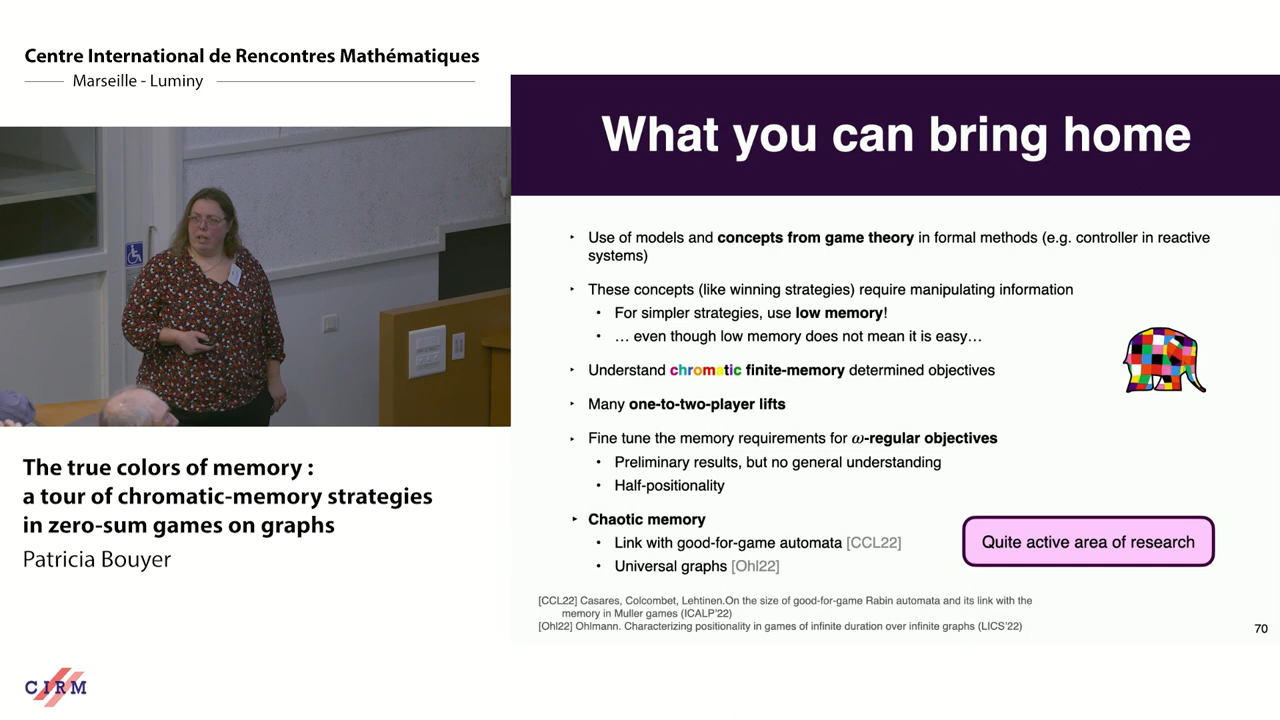 Centre International de Rencontres Mathématiques
Marseille - Luminy
What you can bring home
‣ Use of models and concepts from game theory in formal methods (e.g. controller in reactive
systems)
‣ These concepts (like winning strategies) require manipulating information
• For simpler strategies, use low memory!
• … even though low memory does not mean it is easy…
‣ Understand chromatic finite-memory determined objectives
‣ Many one-to-two-player lifts
‣ Fine tune the memory requirements for ω-regular objectives
• Preliminary results, but no general understanding
• Half-positionality
‣ Chaotic memory
• Link with good-for-game automata [CCL22]
• Universal graphs [Ohl22]
Quite active area of research
[CCL22] Casares, Colcombet, Lehtinen.On the size of good-for-game Rabin automata and its link with the
memory in Muller games (ICALP'22)
[Ohl22] Ohlmann. Characterizing positionality in games of infinite duration over infinite graphs (LICS'22)
70
The true colors of memory :
a tour of chromatic-memory strategies
in zero-sum games on graphs
Patricia Bouyer
CIRM